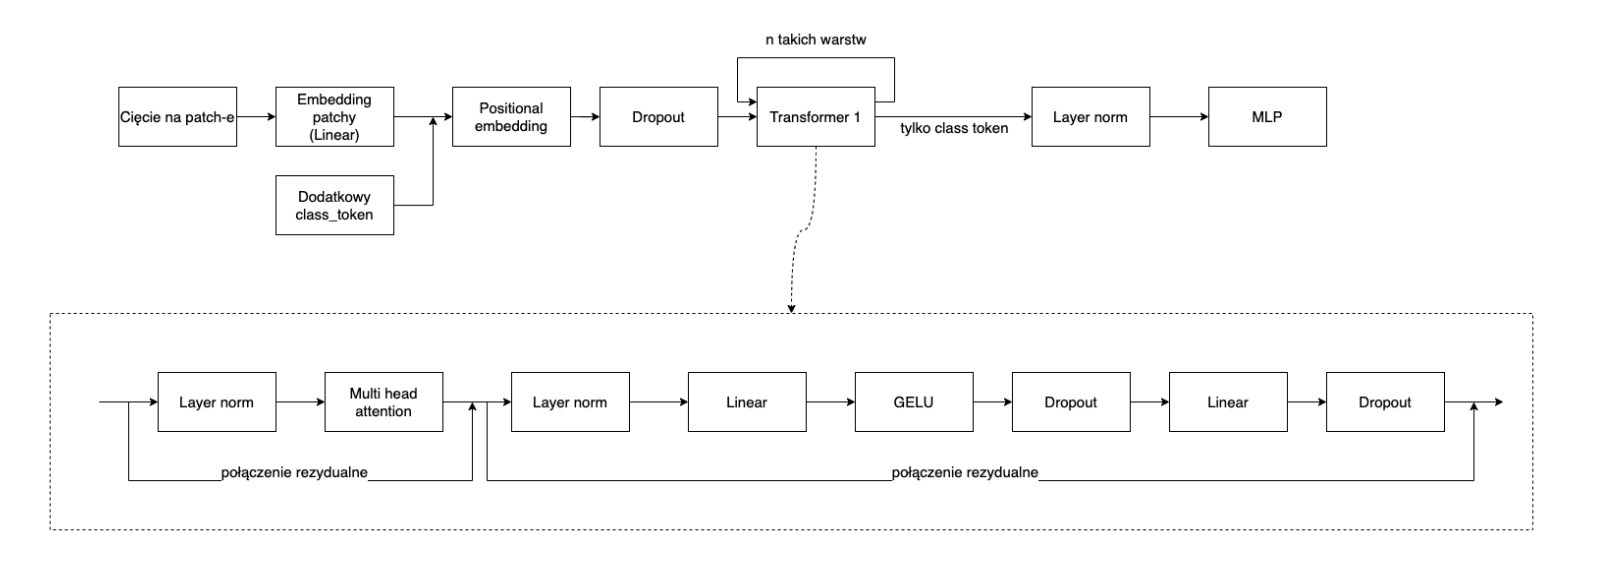 n takich warstw
Cięcie na patch-e
Embedding
patchy
(Linear)
Positional
embedding
Dropout
Transformer 1
tylko class token
Layer norm
MLP
Dodatkowy
class_token
Layer norm
Multi head
attention
Layer norm
Linear
GELU
Dropout
Linear
Dropout
połączenie rezydualne
połączenie rezydualne